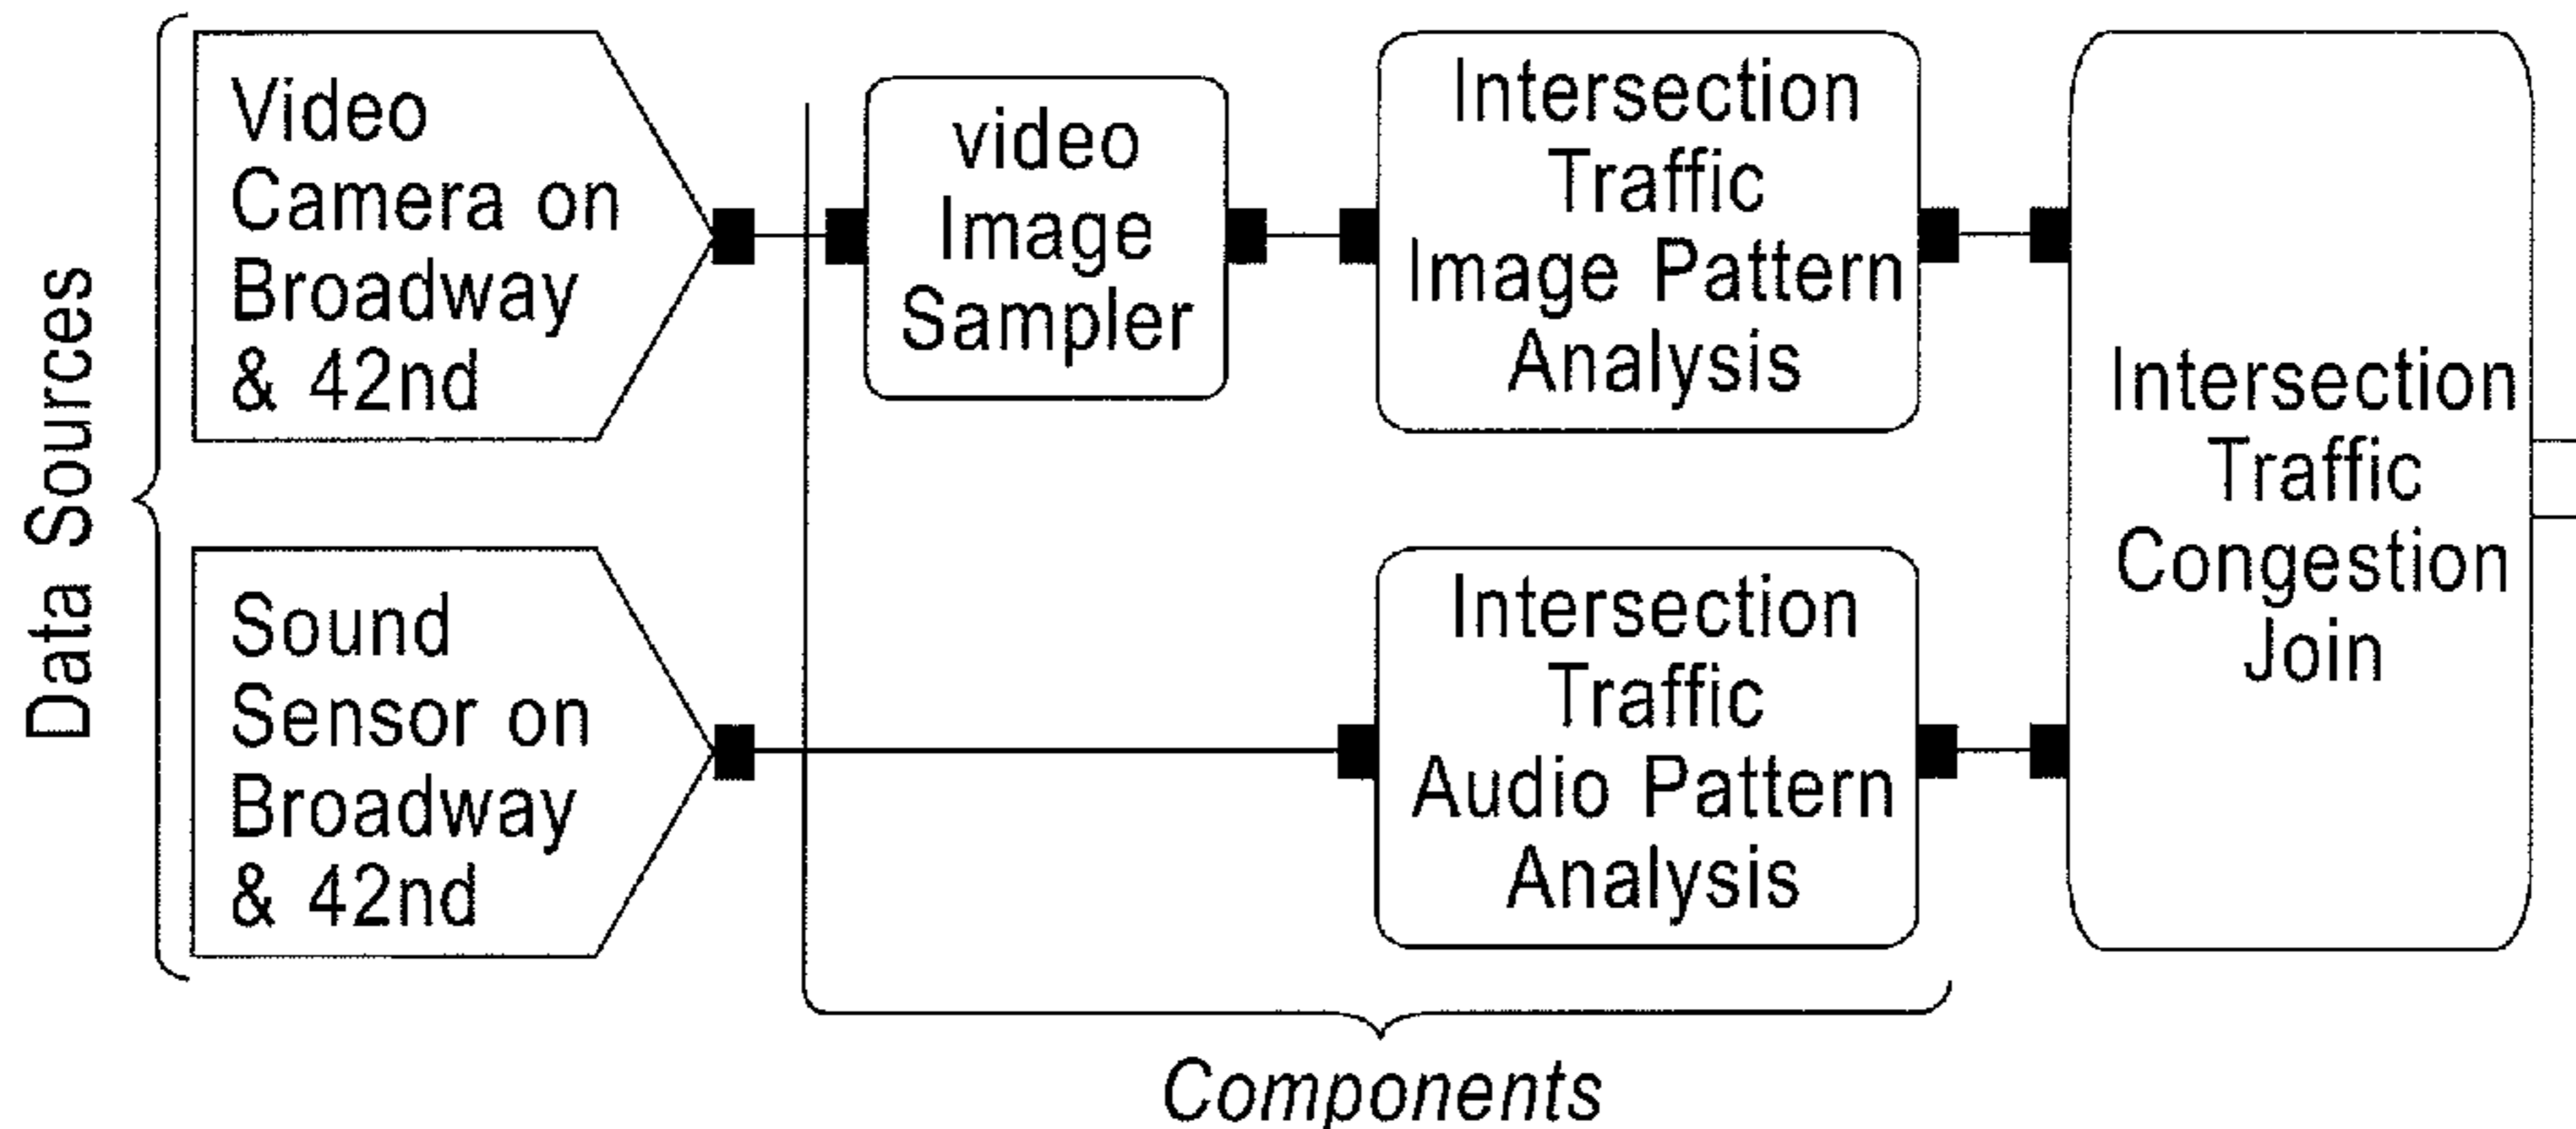 Data Sources
Video
Camera on
Broadway
& 42nd
video
Image
Sampler
Intersection
Traffic
Image Pattern
Analysis
Sound
Sensor on
Broadway
& 42nd
Intersection
Traffic
Audio Pattern
Analysis
Intersection
Traffic
Congestion
Join
Components